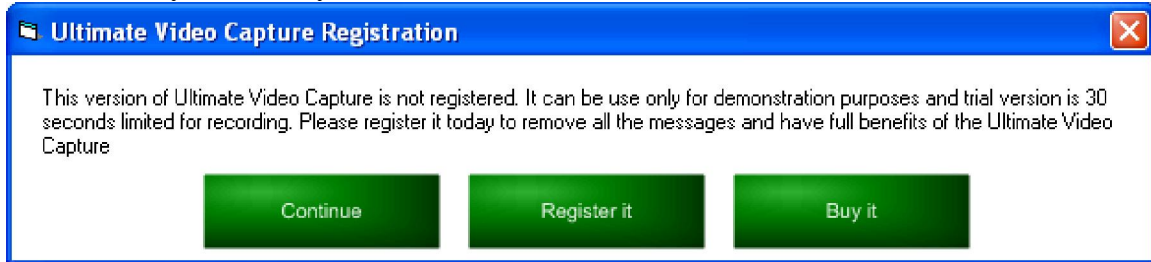 Ultimate Video Capture Registration
This version of Ultimate Video Capture is not registered. It can be use only for demonstration purposes and trial version is 30
seconds limited for recording. Please register it today to remove all the messages and have full benefits of the Ultimate Video
Capture
Continue Register it Buy it